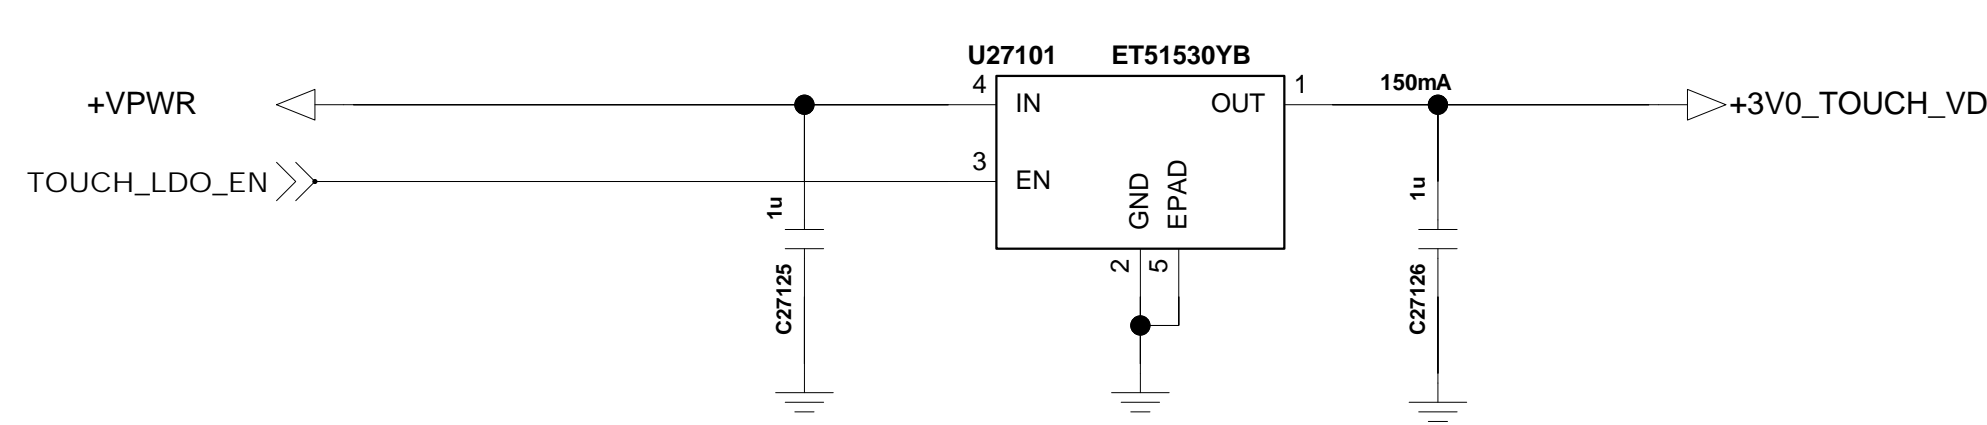 U27101 ET51530YB
+VPWR 4 IN OUT 1 150mA +3V0_TOUCH_VD
TOUCH_LDO_EN 3 EN
GND
EPAD
1u
C27125
2
5
1u
C27126